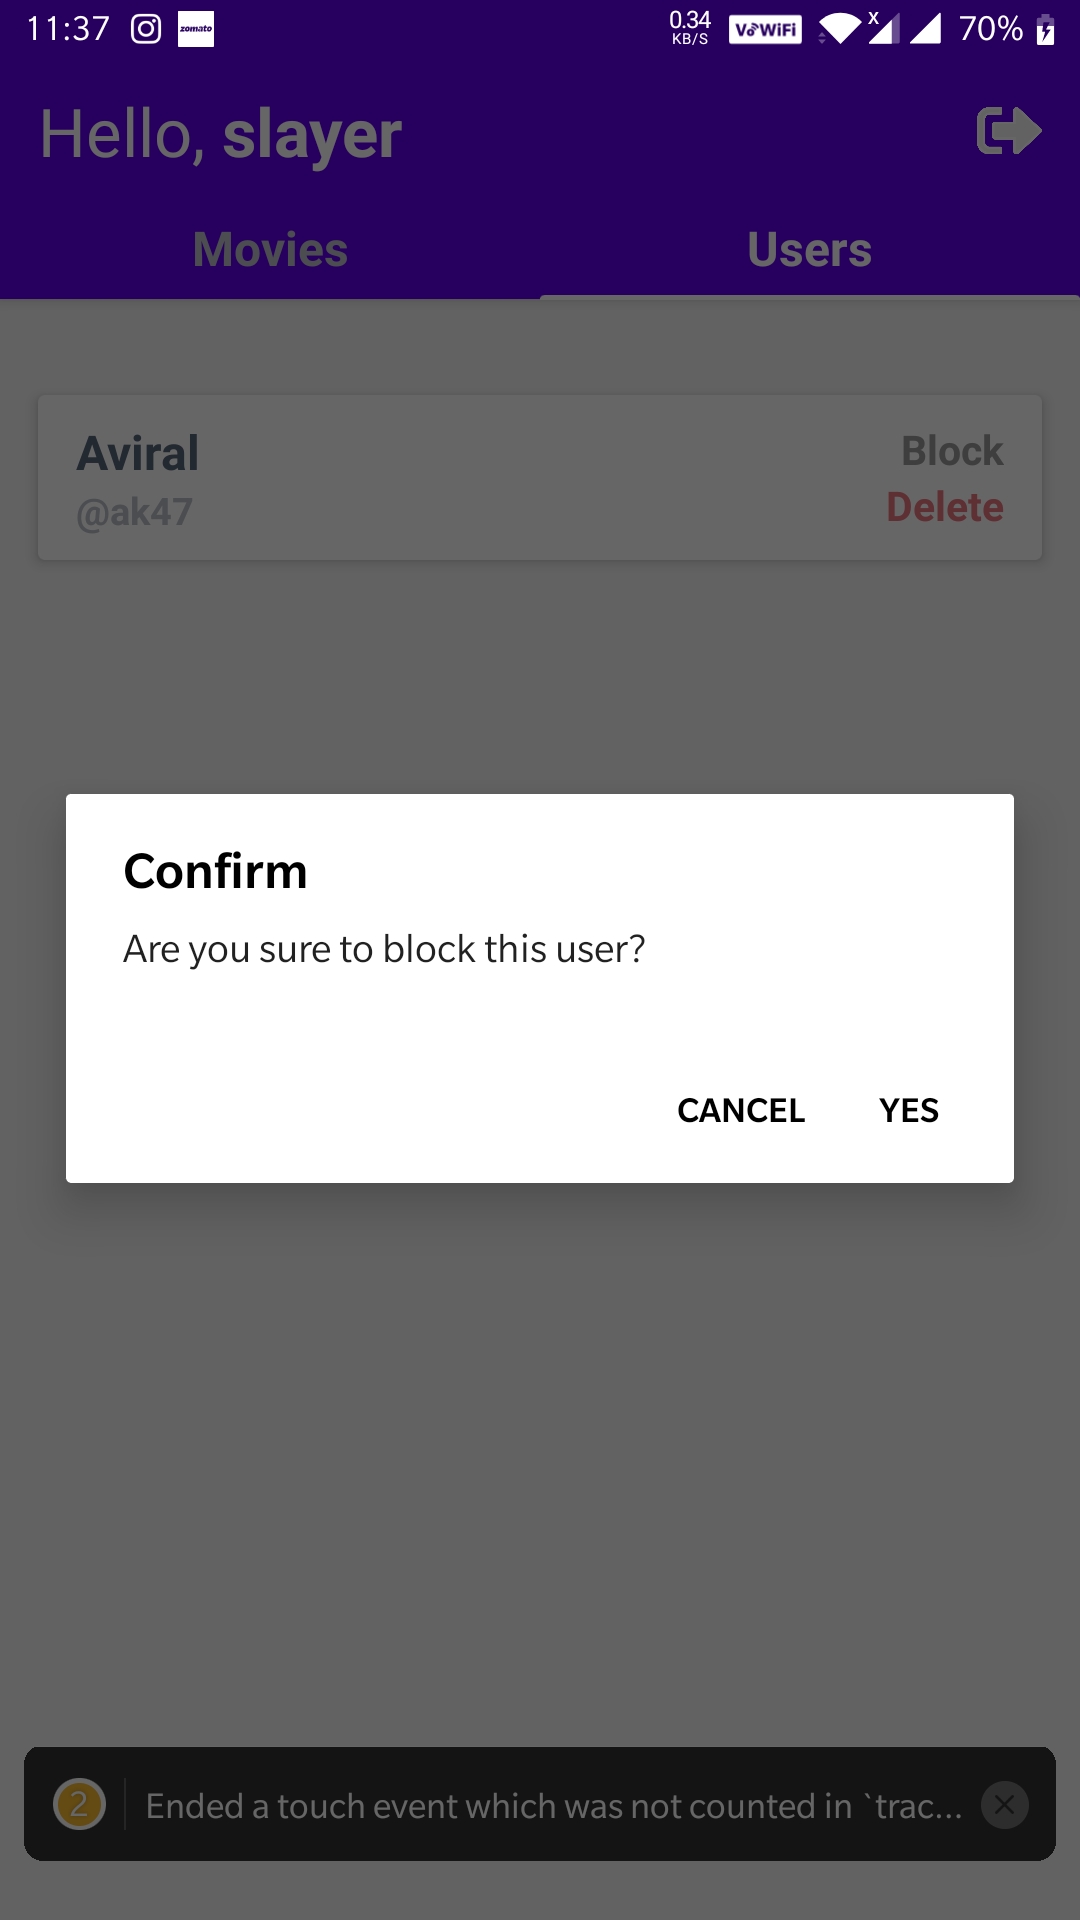 11:37 zomato 0.34 KB/S VoWiFi X 70%
Hello, slayer
Movies Users
Aviral Block
@ak47 Delete
Confirm
Are you sure to block this user?
CANCEL YES
2 Ended a touch event which was not counted in `trac...